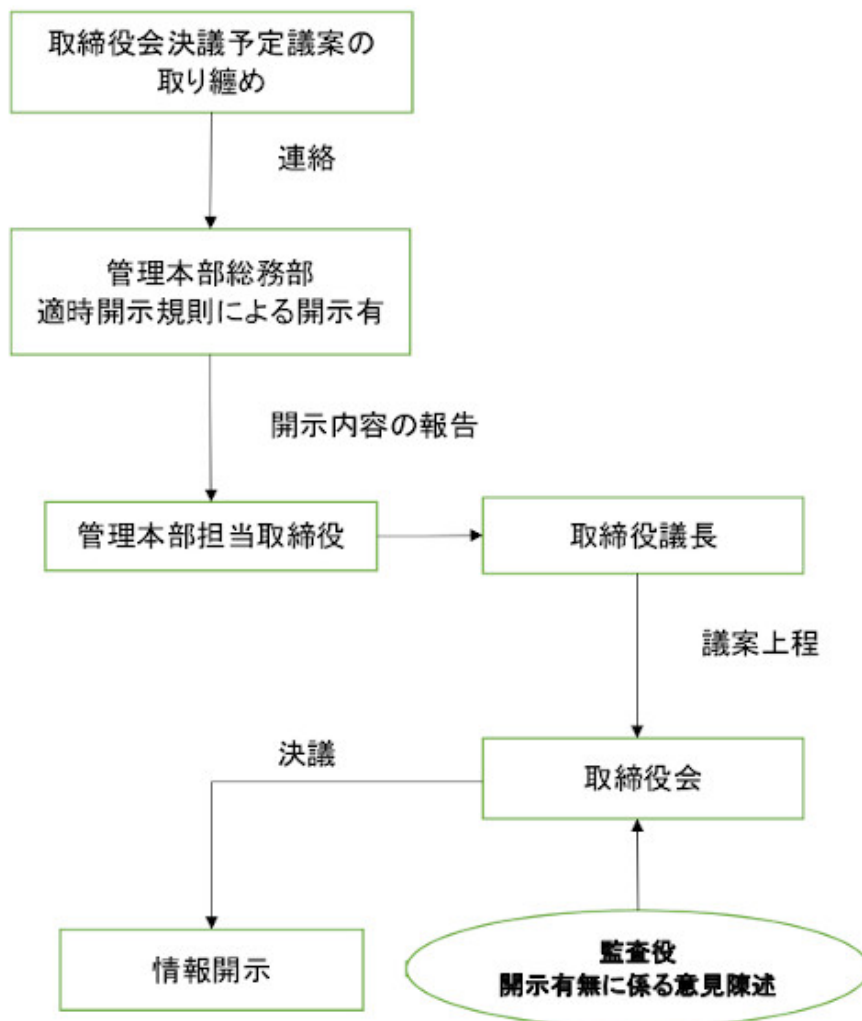 取締役会決議予定議案の
取り纏め
連絡
管理本部総務部
適時開示規則による開示有
開示内容の報告
管理本部担当取締役
取締役議長
議案上程
決議
取締役会
情報開示
監査役
開示有無に係る意見陳述